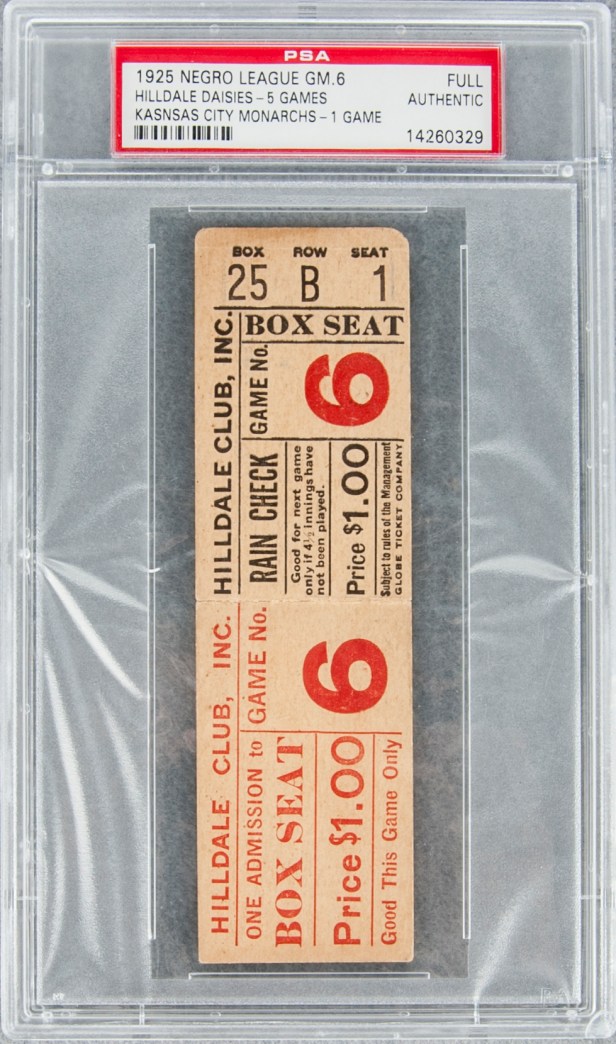 PSA
1925 NEGRO LEAGUE GM.6
FULL
HILLDALE DAISIES - 5 GAMES
AUTHENTIC
KASNSAS CITY MONARCHS - 1 GAME
14260329
BOX ROW SEAT
25 B 1
BOX SEAT
HILLDALE CLUB, INC.
GAME No. 6
RAIN CHECK
Good for next game
only if 4½ innings have
not been played.
Price $1.00
Subject to rules of the Management
GLOBE TICKET COMPANY
HILLDALE CLUB, INC.
ONE ADMISSION to GAME No. 6
BOX SEAT
Price $1.00
Good This Game Only